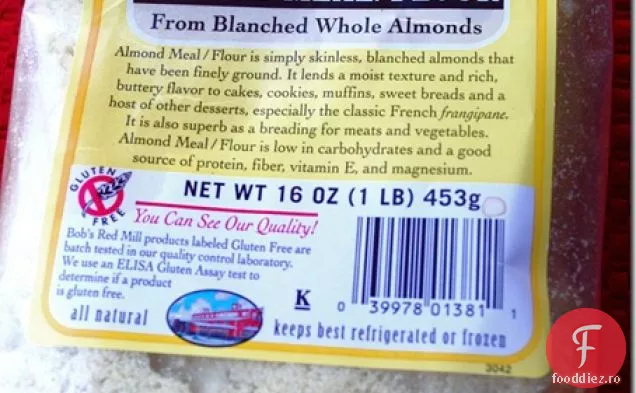 From Blanched Whole Almonds
Almond Meal / Flour is simply skinless, blanched almonds that
have been finely ground. It lends a moist texture and rich,
buttery flavor to cakes, cookies, muffins, sweet breads and a
host of other desserts, especially the classic French frangipane.
It is also superb as a breading for meats and vegetables.
Almond Meal / Flour is low in carbohydrates and a good
source of protein, fiber, vitamin E, and magnesium.
NET WT 16 OZ (1 LB) 453g
GLUTEN FREE
You Can See Our Quality!
Bob's Red Mill products labeled Gluten Free are
batch tested in our quality control laboratory.
We use an ELISA Gluten Assay test to
determine if a product
is gluten free.
all natural
K
0 39978 01381 1
keeps best refrigerated or frozen
3042
F
fooddiez.ro